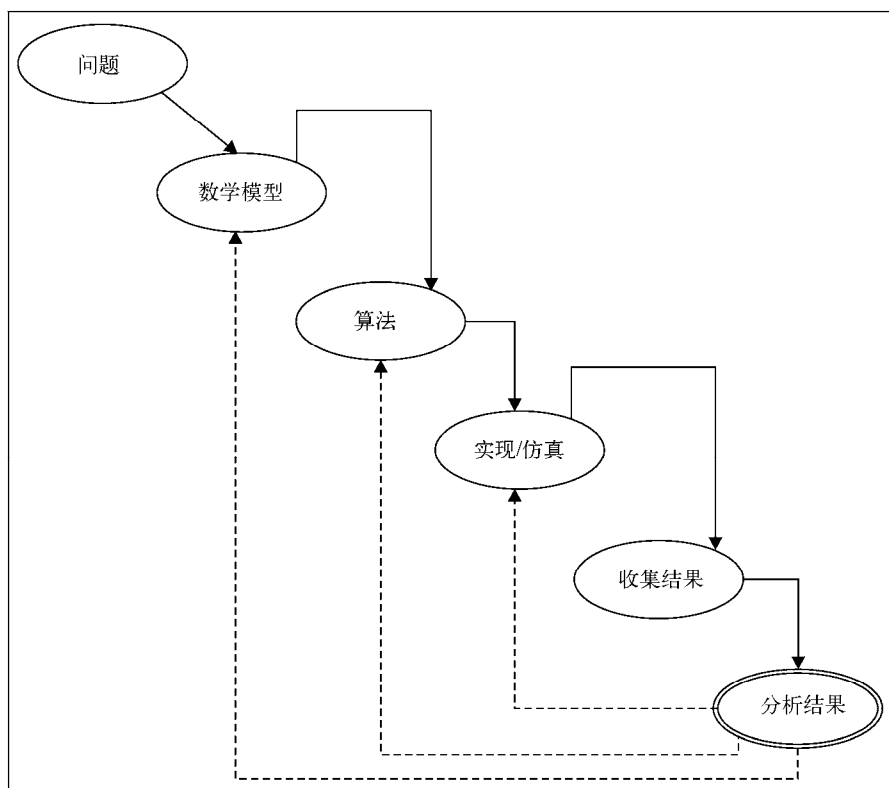 问题
数学模型
算法
实现/仿真
收集结果
分析结果